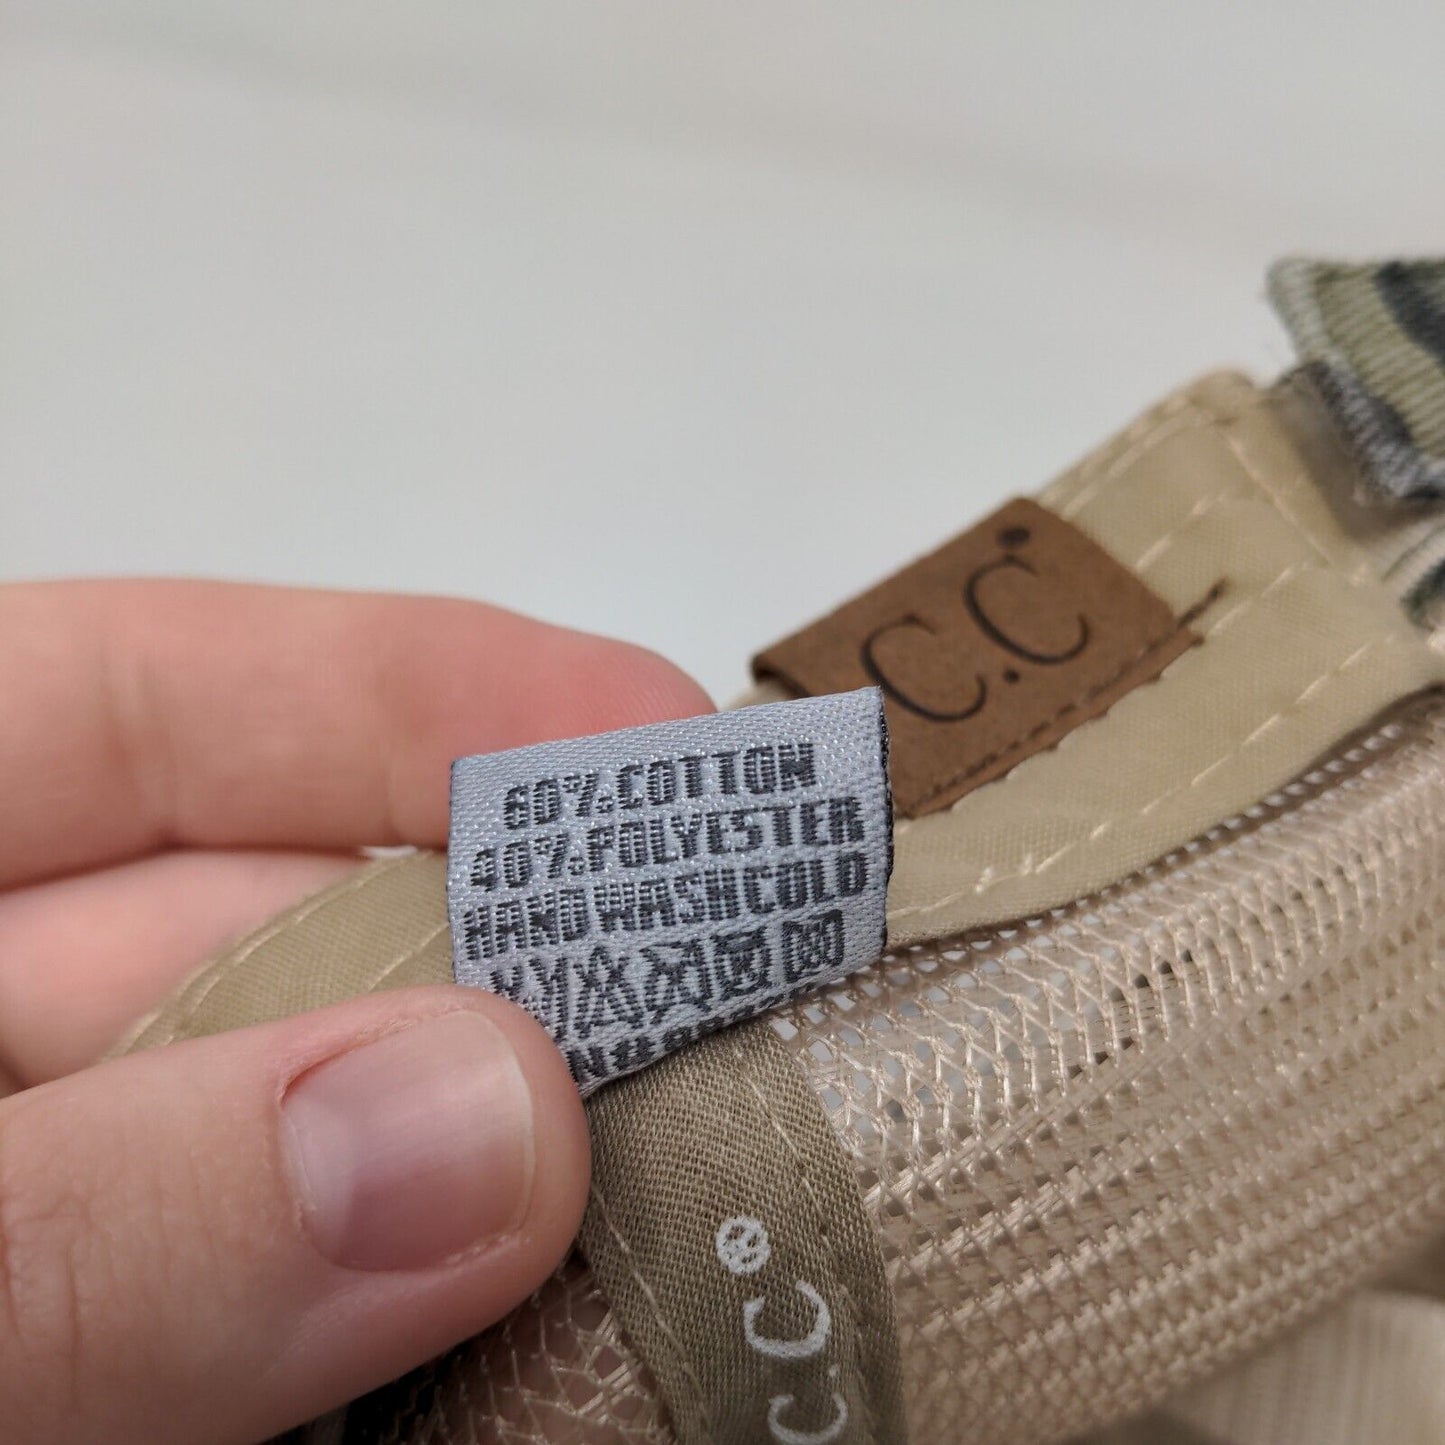 C.C
60% COTTON
40% POLYESTER
HAND WASH COLD
C.C.®